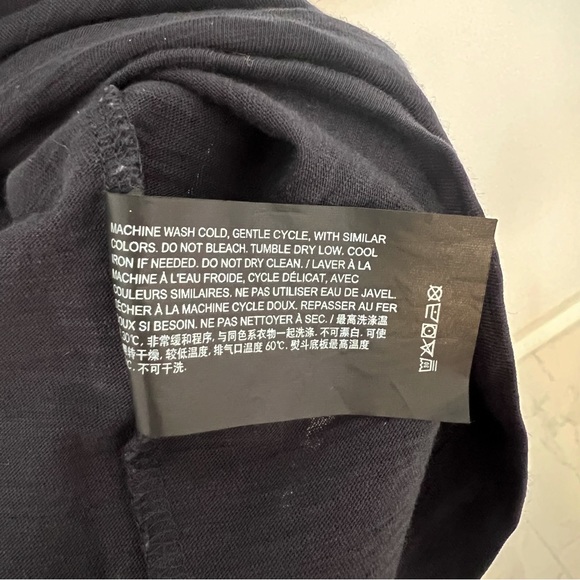 MACHINE WASH COLD, GENTLE CYCLE, WITH SIMILAR
COLORS. DO NOT BLEACH. TUMBLE DRY LOW. COOL
IRON IF NEEDED. DO NOT DRY CLEAN. / LAVER À LA
MACHINE À L'EAU FROIDE, CYCLE DÉLICAT, AVEC
COULEURS SIMILAIRES. NE PAS UTILISER EAU DE JAVEL.
SÉCHER À LA MACHINE CYCLE DOUX. REPASSER AU FER
DOUX SI BESOIN. NE PAS NETTOYER À SEC. / 最高洗涤温
30℃, 非常缓和程序, 与同色系衣物一起洗涤. 不可漂白. 可使
转干燥, 较低温度, 排气口温度 60℃. 熨斗底板最高温度
℃. 不可干洗.